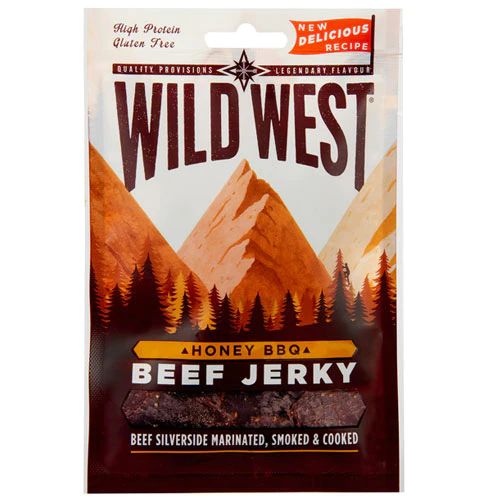 High Protein
Gluten Free
NEW
DELICIOUS
RECIPE
QUALITY PROVISIONS LEGENDARY FLAVOUR
WILD WEST®
HONEY BBQ
BEEF JERKY
BEEF SILVERSIDE MARINATED, SMOKED & COOKED